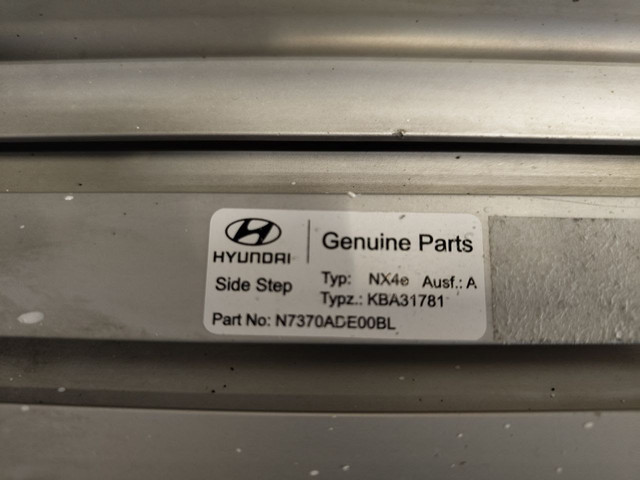 HYUNDAI
Genuine Parts
Side Step
Typ: NX4e Ausf.: A
Typz.: KBA31781
Part No: N7370ADE00BL